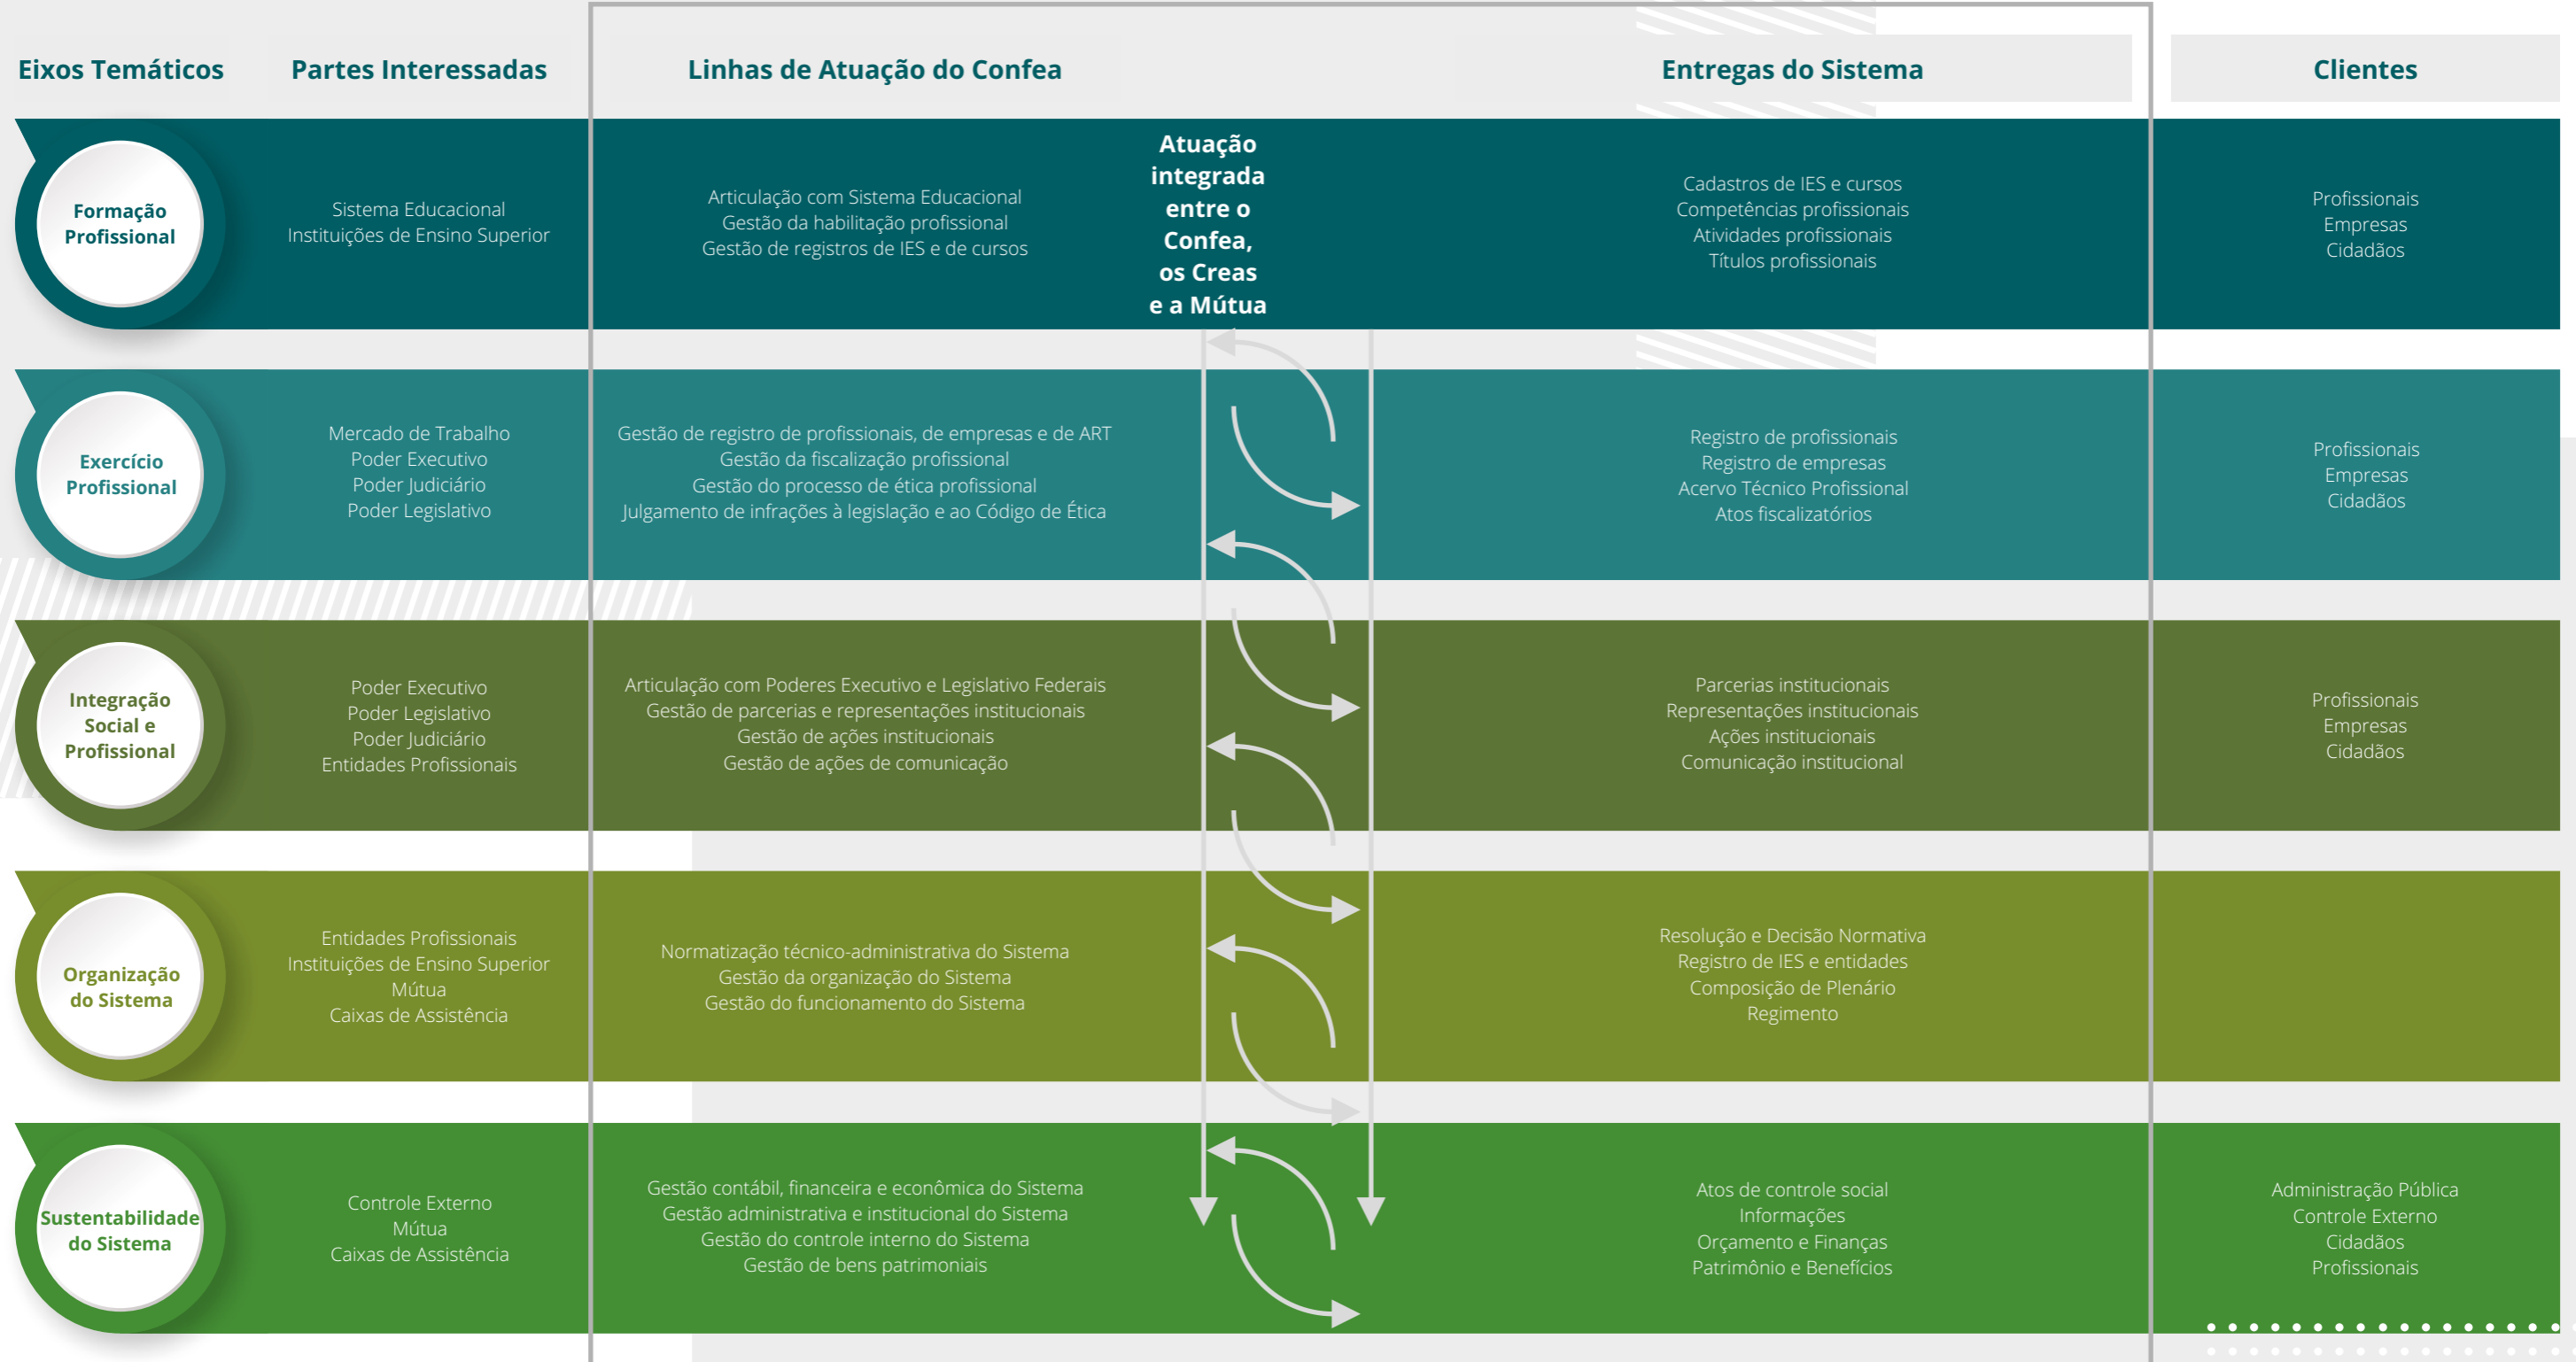 Eixos Temáticos
Partes Interessadas
Linhas de Atuação do Confea
Entregas do Sistema
Clientes
Formação
Profissional
Sistema Educacional
Instituições de Ensino Superior
Articulação com Sistema Educacional
Gestão da habilitação profissional
Gestão de registros de IES e de cursos
Atuação
integrada
entre o
Confea,
os Creas
e a Mútua
Cadastros de IES e cursos
Competências profissionais
Atividades profissionais
Títulos profissionais
Profissionais
Empresas
Cidadãos
Exercício
Profissional
Mercado de Trabalho
Poder Executivo
Poder Judiciário
Poder Legislativo
Gestão de registro de profissionais, de empresas e de ART
Gestão da fiscalização profissional
Gestão do processo de ética profissional
Julgamento de infrações à legislação e ao Código de Ética
Registro de profissionais
Registro de empresas
Acervo Técnico Profissional
Atos fiscalizatórios
Profissionais
Empresas
Cidadãos
Integração
Social e
Profissional
Poder Executivo
Poder Legislativo
Poder Judiciário
Entidades Profissionais
Articulação com Poderes Executivo e Legislativo Federais
Gestão de parcerias e representações institucionais
Gestão de ações institucionais
Gestão de ações de comunicação
Parcerias institucionais
Representações institucionais
Ações institucionais
Comunicação institucional
Profissionais
Empresas
Cidadãos
Organização
do Sistema
Entidades Profissionais
Instituições de Ensino Superior
Mútua
Caixas de Assistência
Normatização técnico-administrativa do Sistema
Gestão da organização do Sistema
Gestão do funcionamento do Sistema
Resolução e Decisão Normativa
Registro de IES e entidades
Composição de Plenário
Regimento
Sustentabilidade
do Sistema
Controle Externo
Mútua
Caixas de Assistência
Gestão contábil, financeira e econômica do Sistema
Gestão administrativa e institucional do Sistema
Gestão do controle interno do Sistema
Gestão de bens patrimoniais
Atos de controle social
Informações
Orçamento e Finanças
Patrimônio e Benefícios
Administração Pública
Controle Externo
Cidadãos
Profissionais